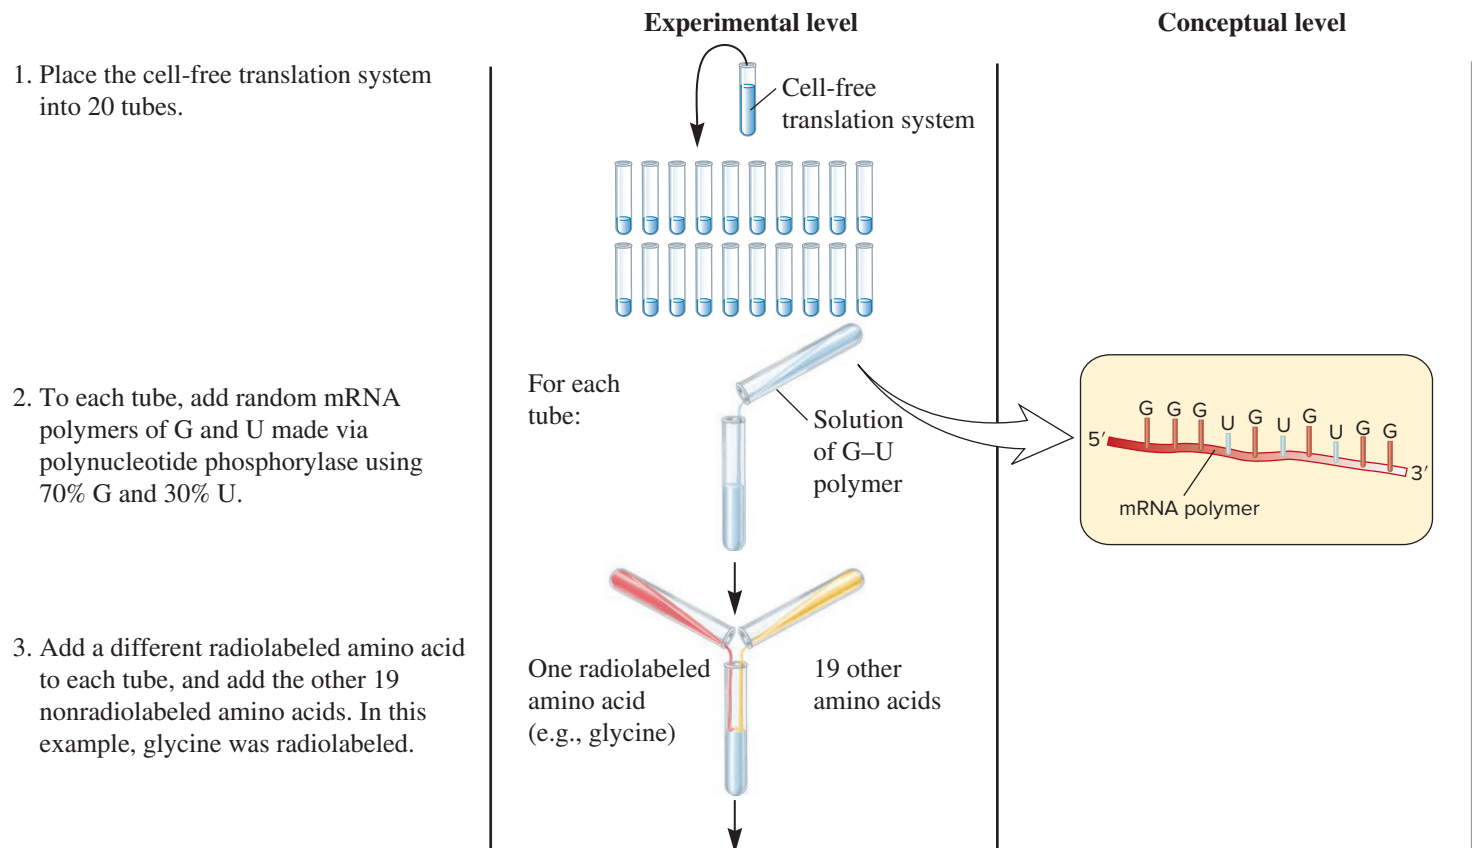 Experimental level
Conceptual level
1. Place the cell-free translation system
into 20 tubes.
Cell-free
translation system
2. To each tube, add random mRNA
polymers of G and U made via
polynucleotide phosphorylase using
70% G and 30% U.
For each
tube:
Solution
of G–U
polymer
5′
G G G U G U G U G G
3′
mRNA polymer
3. Add a different radiolabeled amino acid
to each tube, and add the other 19
nonradiolabeled amino acids. In this
example, glycine was radiolabeled.
One radiolabeled
amino acid
(e.g., glycine)
19 other
amino acids